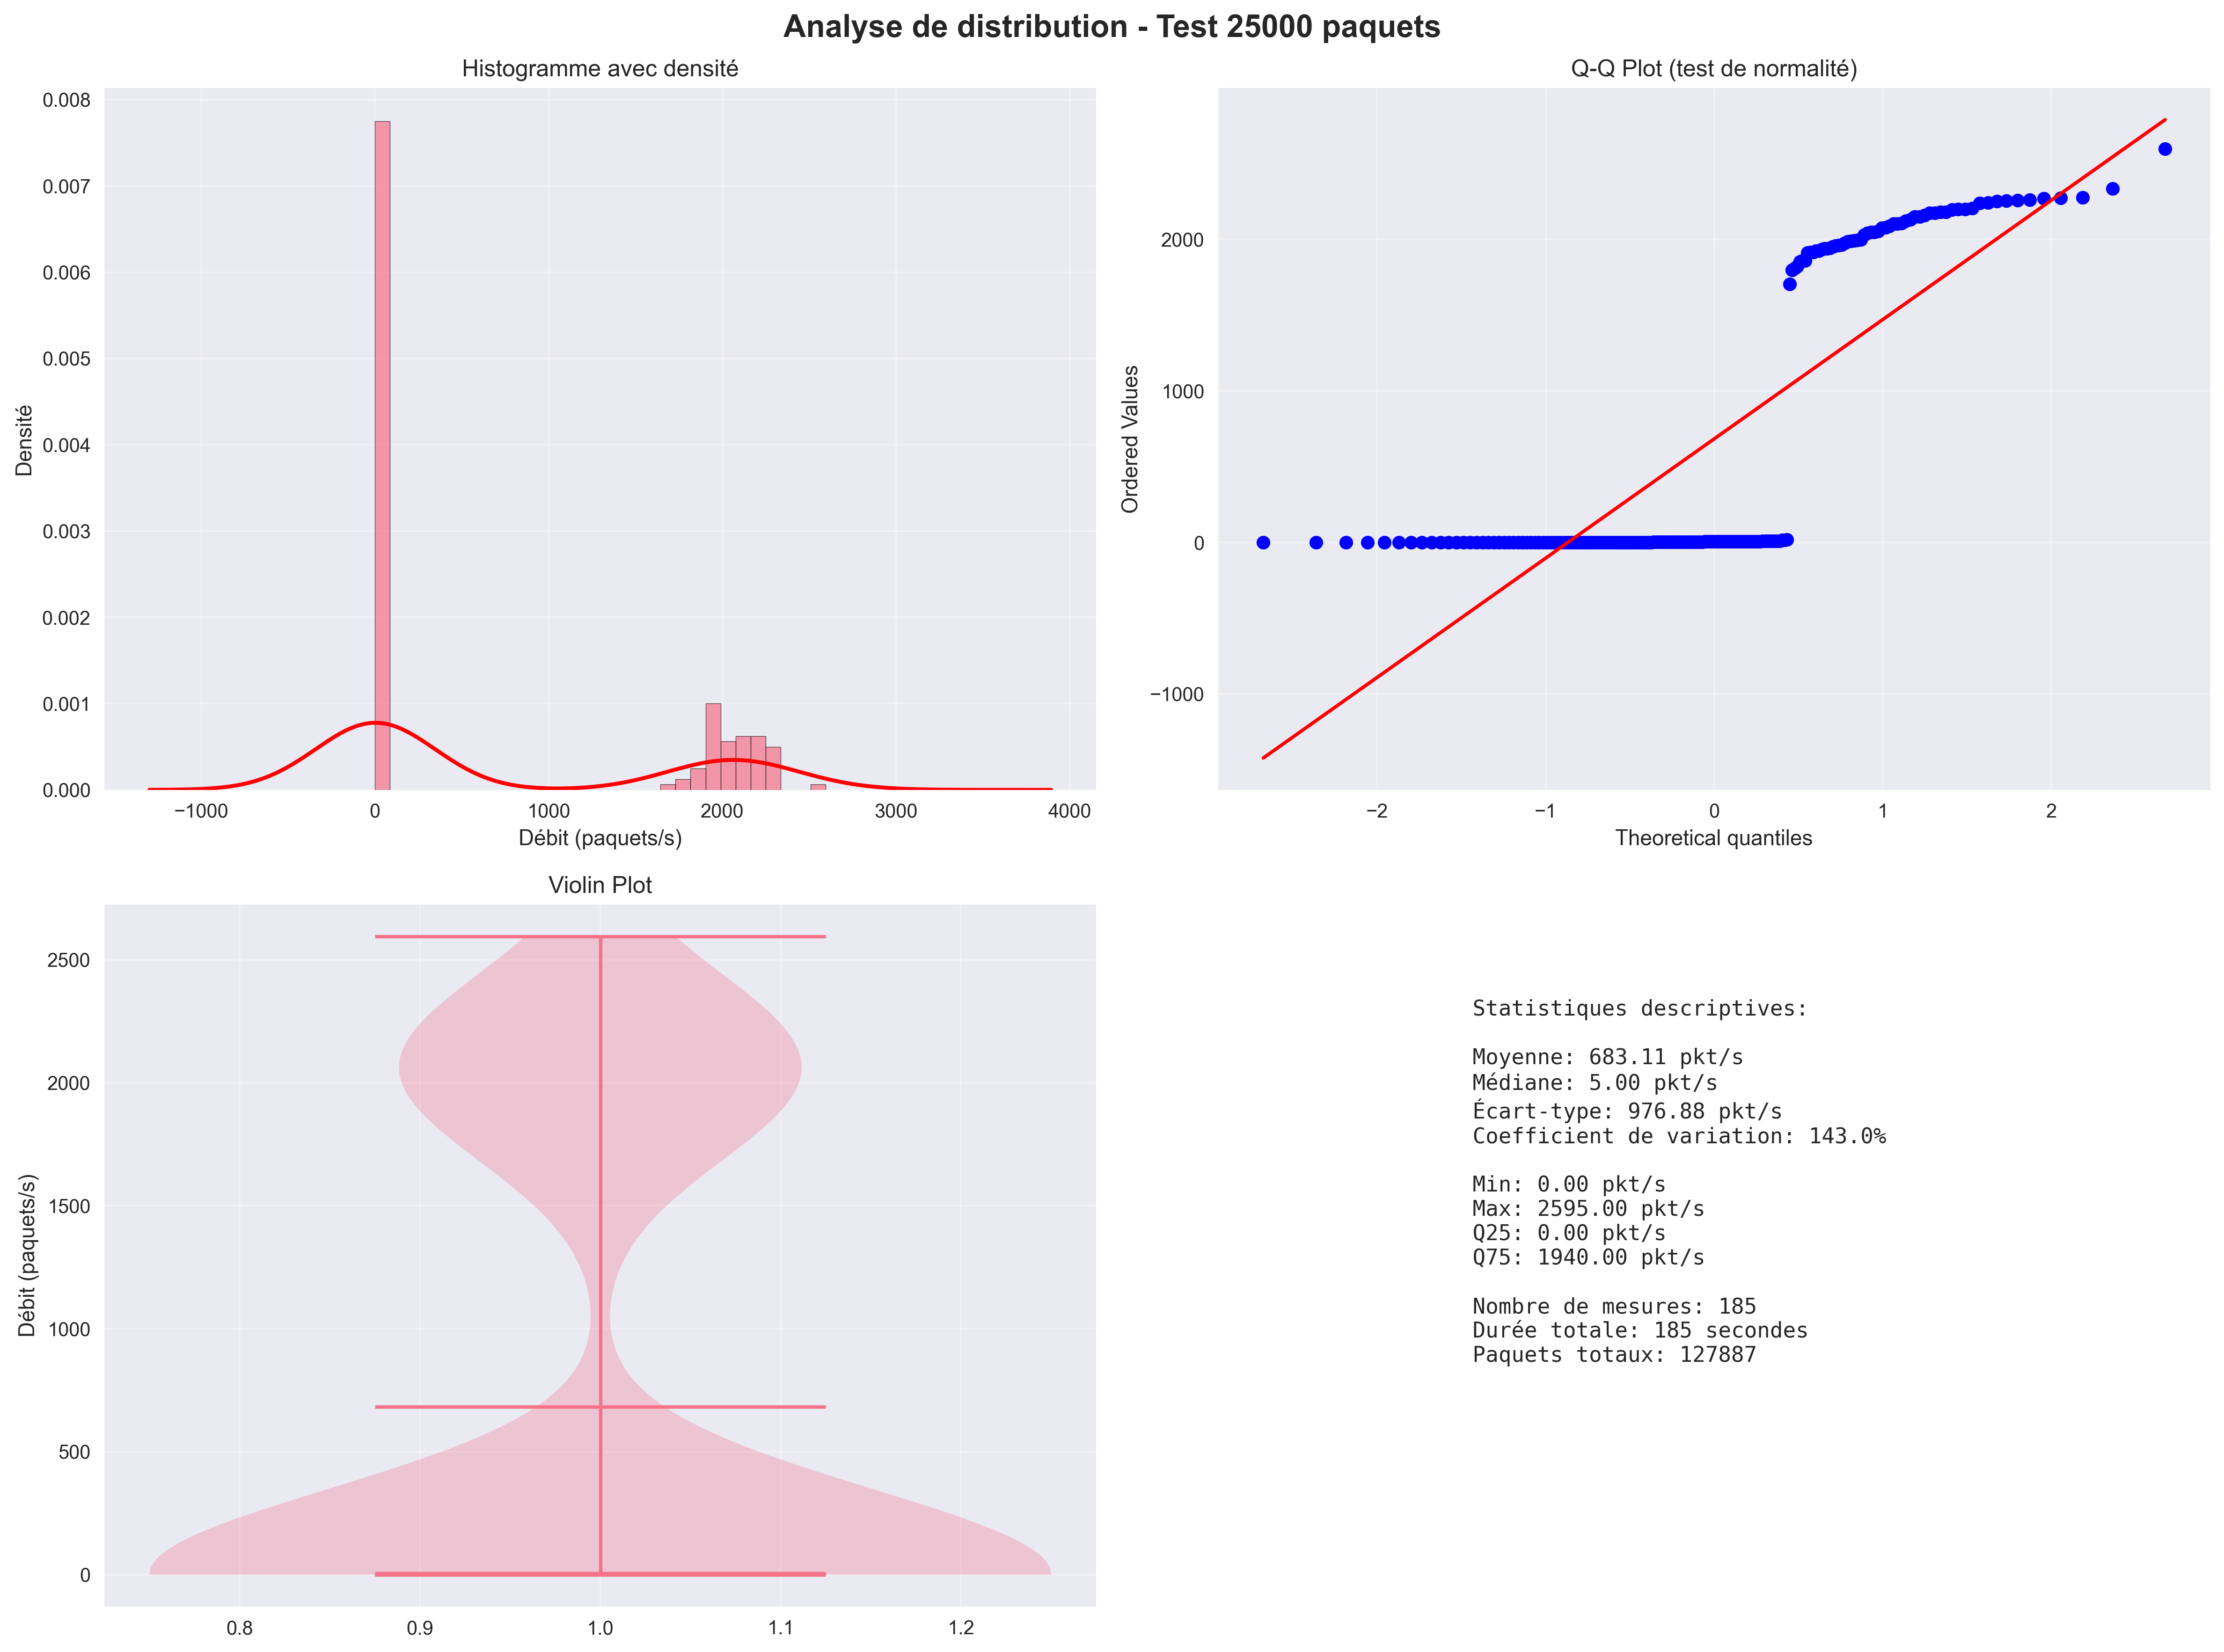 Analyse de distribution - Test 25000 paquets
Histogramme avec densité
0.008
0.007
0.006
0.005
0.004
0.003
0.002
0.001
0.000
Densité
−1000
0
1000
2000
3000
4000
Débit (paquets/s)
Q-Q Plot (test de normalité)
2000
1000
0
−1000
Ordered Values
−2
−1
0
1
2
Theoretical quantiles
Violin Plot
2500
2000
1500
1000
500
0
Débit (paquets/s)
0.8
0.9
1.0
1.1
1.2
Statistiques descriptives:
Moyenne: 683.11 pkt/s
Médiane: 5.00 pkt/s
Écart-type: 976.88 pkt/s
Coefficient de variation: 143.0%
Min: 0.00 pkt/s
Max: 2595.00 pkt/s
Q25: 0.00 pkt/s
Q75: 1940.00 pkt/s
Nombre de mesures: 185
Durée totale: 185 secondes
Paquets totaux: 127887